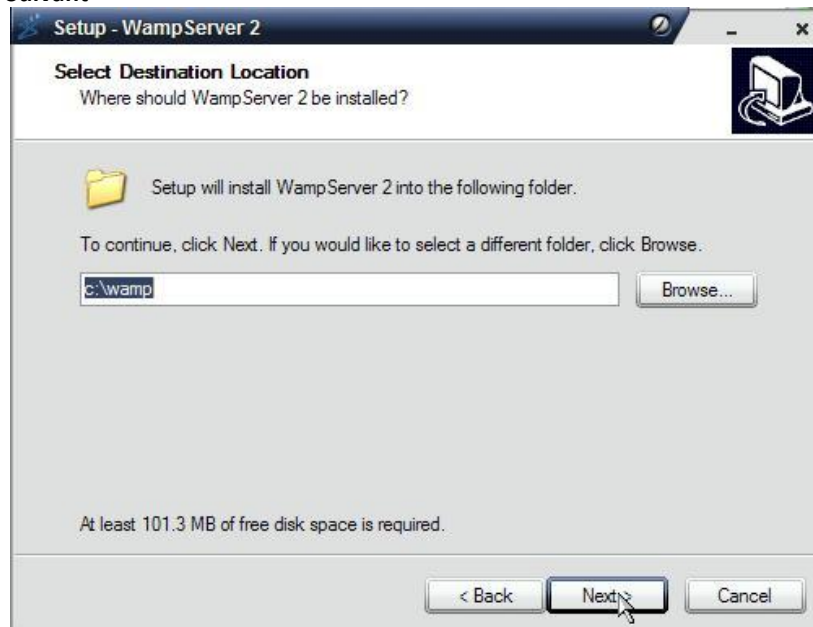 Setup - WampServer 2
Select Destination Location
Where should WampServer 2 be installed?
Setup will install WampServer 2 into the following folder.
To continue, click Next. If you would like to select a different folder, click Browse.
c:\wamp
Browse...
At least 101.3 MB of free disk space is required.
< Back
Next >
Cancel